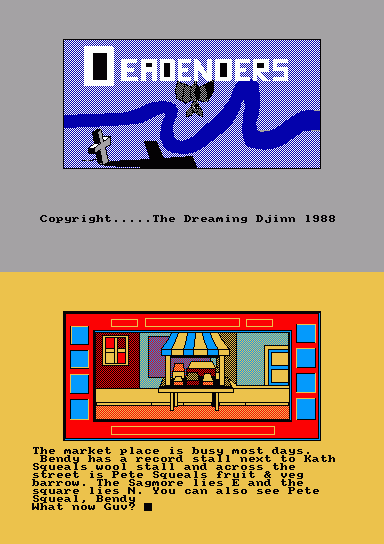 DEADENDERS
Copyright.....The Dreaming Djinn 1988
The market place is busy most days.
Bendy has a record stall next to Kath
Squeals wool stall and across the
street is Pete Squeals fruit & veg
barrow. The Sagmore lies E and the
square lies N. You can also see Pete
Squeal, Bendy
What now Guv?